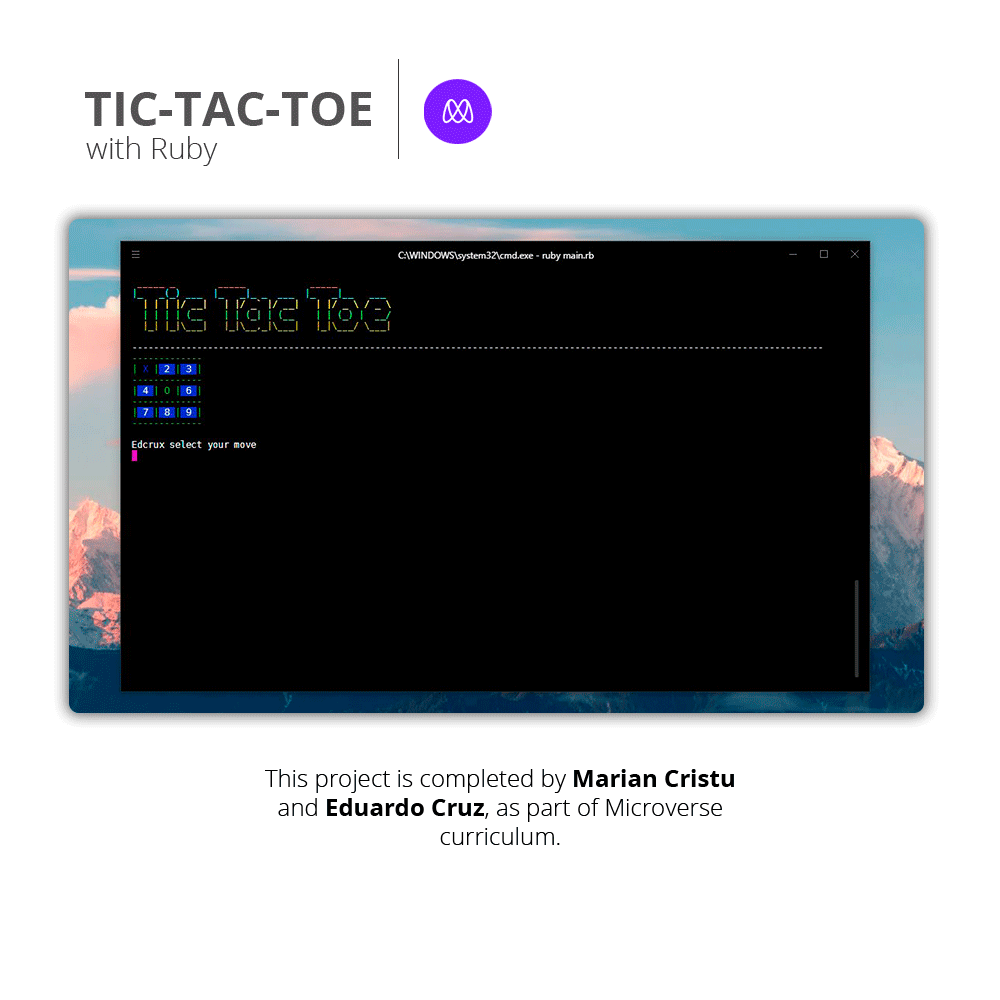 TIC-TAC-TOE
with Ruby
C:\WINDOWS\system32\cmd.exe - ruby main.rb
Tic Tac Toe
| X | 2 | 3 |
| 4 | O | 6 |
| 7 | 8 | 9 |
Edcrux select your move
This project is completed by Marian Cristu
and Eduardo Cruz, as part of Microverse
curriculum.